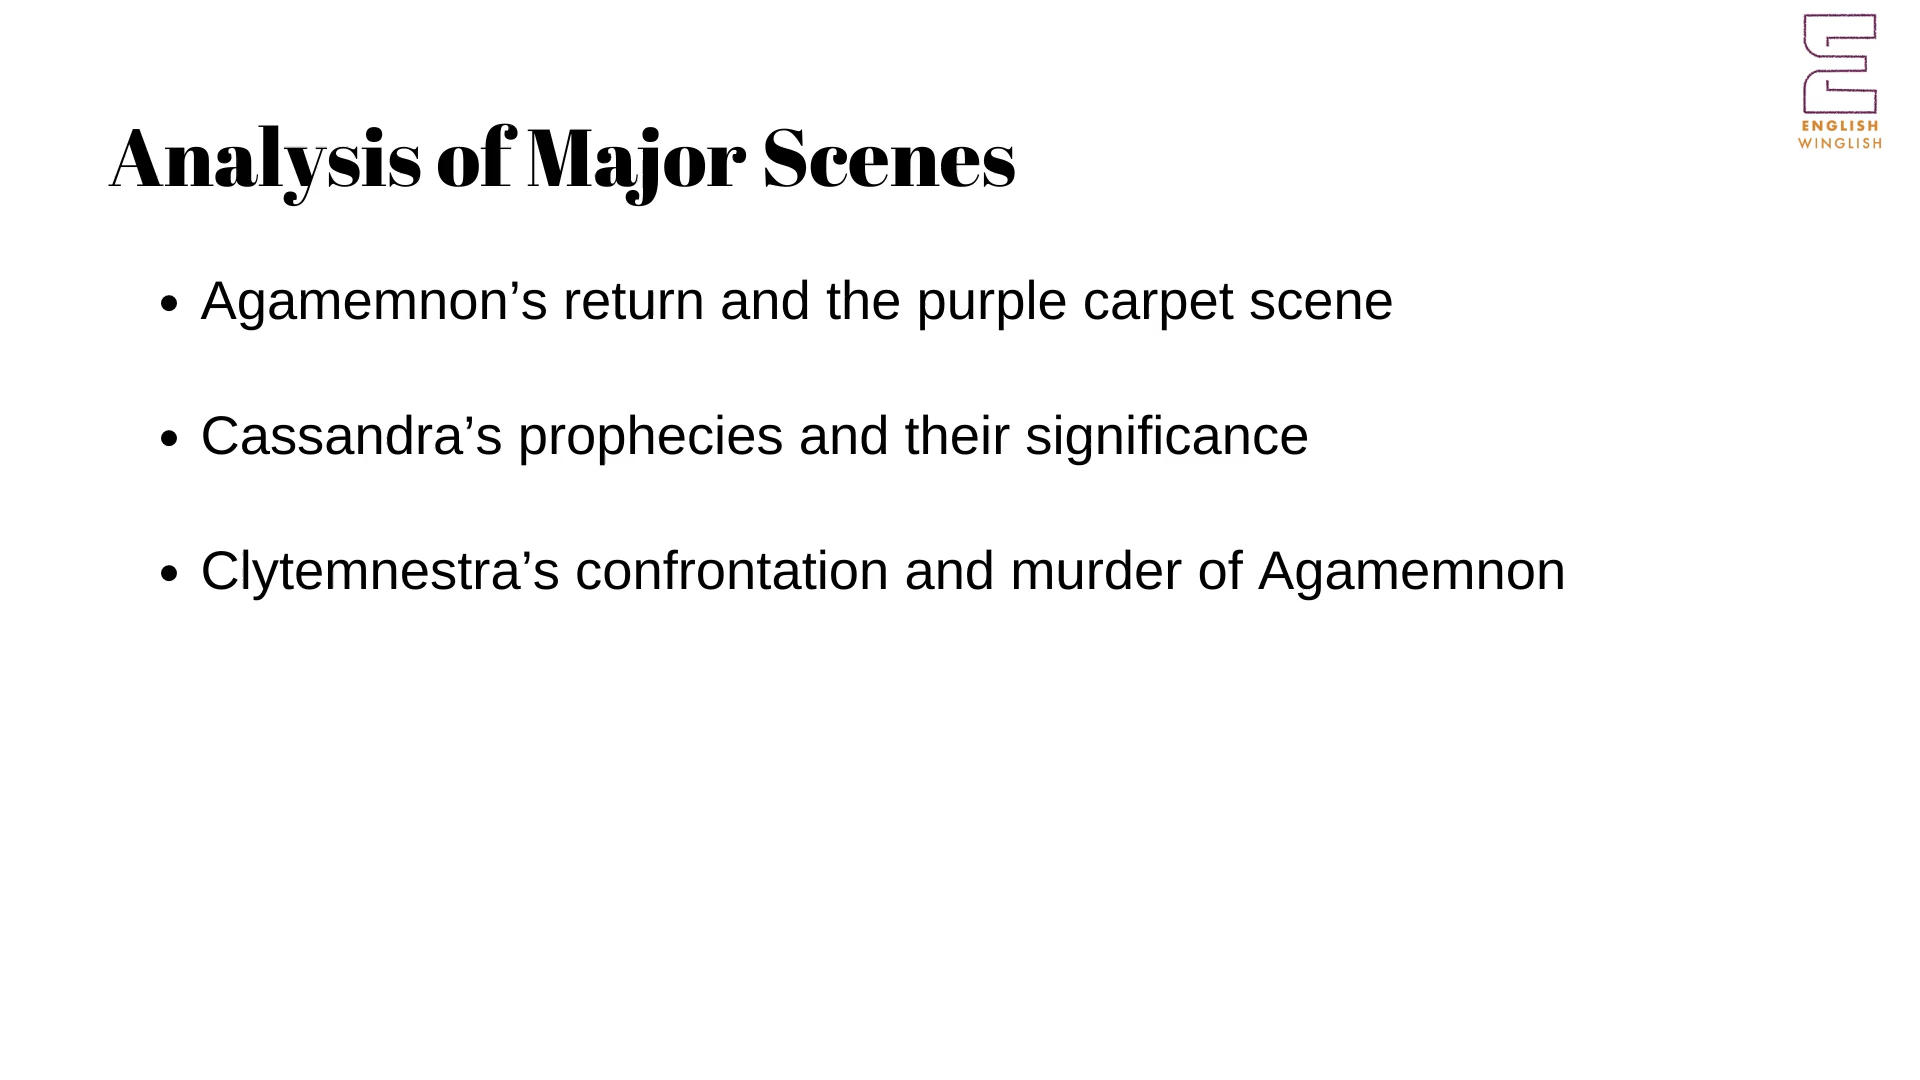 ENGLISH
WINGLISH
Analysis of Major Scenes
• Agamemnon’s return and the purple carpet scene
• Cassandra’s prophecies and their significance
• Clytemnestra’s confrontation and murder of Agamemnon